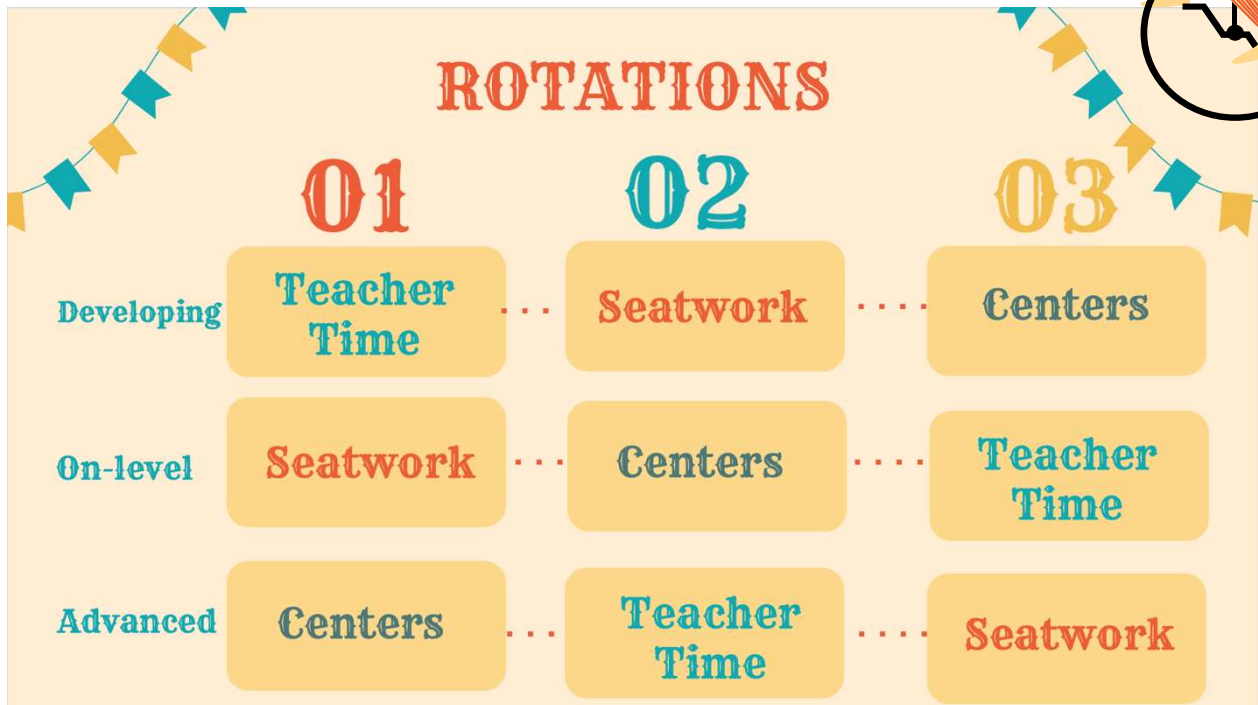 ROTATIONS
01 02 03
Developing Teacher Time Seatwork Centers
On-level Seatwork Centers Teacher Time
Advanced Centers Teacher Time Seatwork